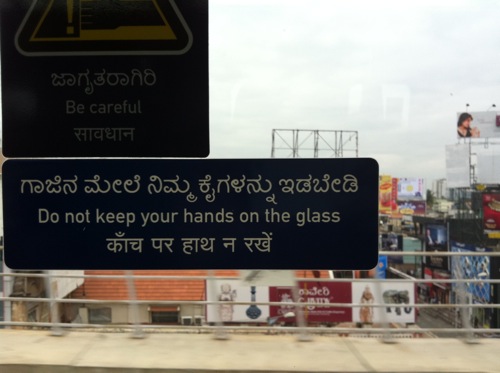 ಜಾಗೃತರಾಗಿರಿ
Be careful
सावधान
ಗಾಜಿನ ಮೇಲೆ ನಿಮ್ಮ ಕೈಗಳನ್ನು ಇಡಬೇಡಿ
Do not keep your hands on the glass
काँच पर हाथ न रखें
ಕಾವೇರಿ